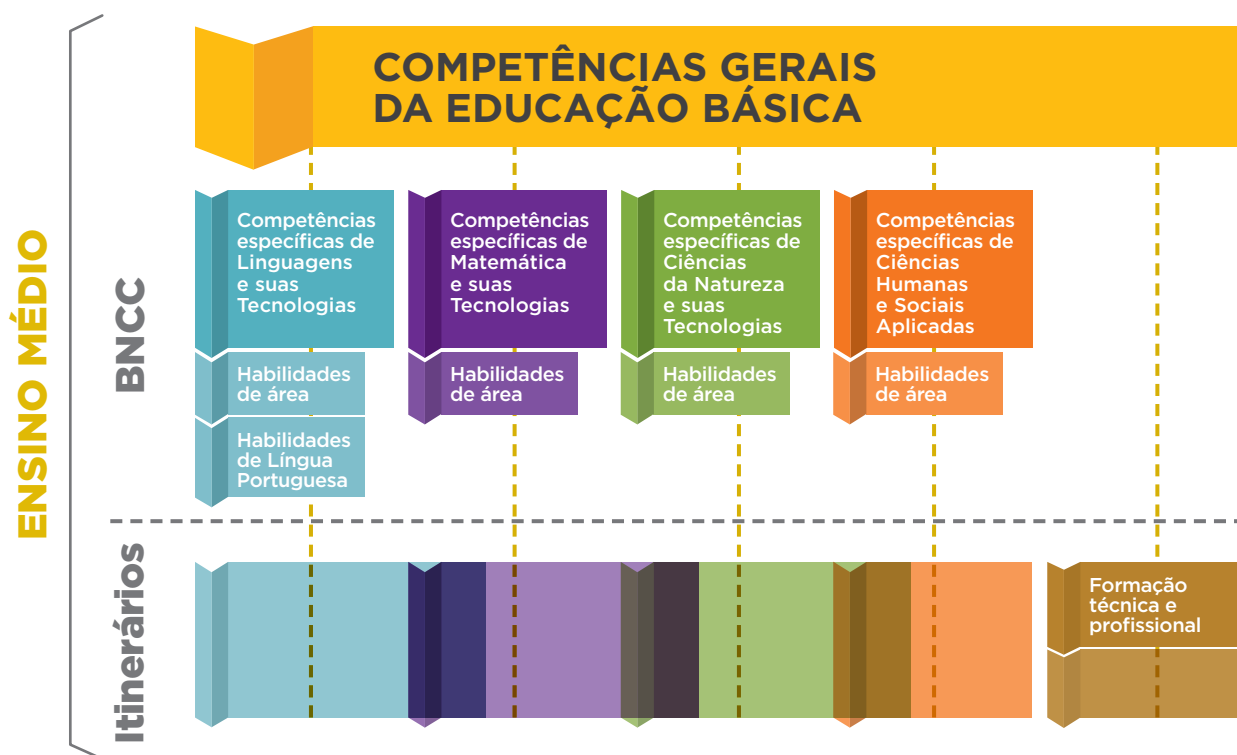 COMPETÊNCIAS GERAIS
DA EDUCAÇÃO BÁSICA
ENSINO MÉDIO
BNCC
Competências
específicas de
Linguagens
e suas
Tecnologias
Habilidades
de área
Habilidades
de Língua
Portuguesa
Competências
específicas de
Matemática
e suas
Tecnologias
Habilidades
de área
Competências
específicas de
Ciências
da Natureza
e suas
Tecnologias
Habilidades
de área
Competências
específicas de
Ciências
Humanas
e Sociais
Aplicadas
Habilidades
de área
Itinerários
Formação
técnica e
profissional